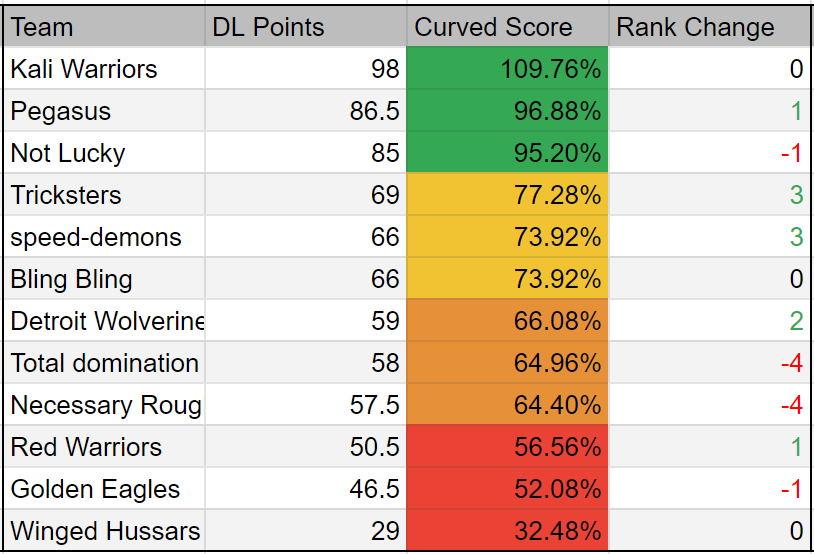 Team DL Points Curved Score Rank Change
Kali Warriors 98 109.76% 0
Pegasus 86.5 96.88% 1
Not Lucky 85 95.20% -1
Tricksters 69 77.28% 3
speed-demons 66 73.92% 3
Bling Bling 66 73.92% 0
Detroit Wolverine 59 66.08% 2
Total domination 58 64.96% -4
Necessary Roug 57.5 64.40% -4
Red Warriors 50.5 56.56% 1
Golden Eagles 46.5 52.08% -1
Winged Hussars 29 32.48% 0